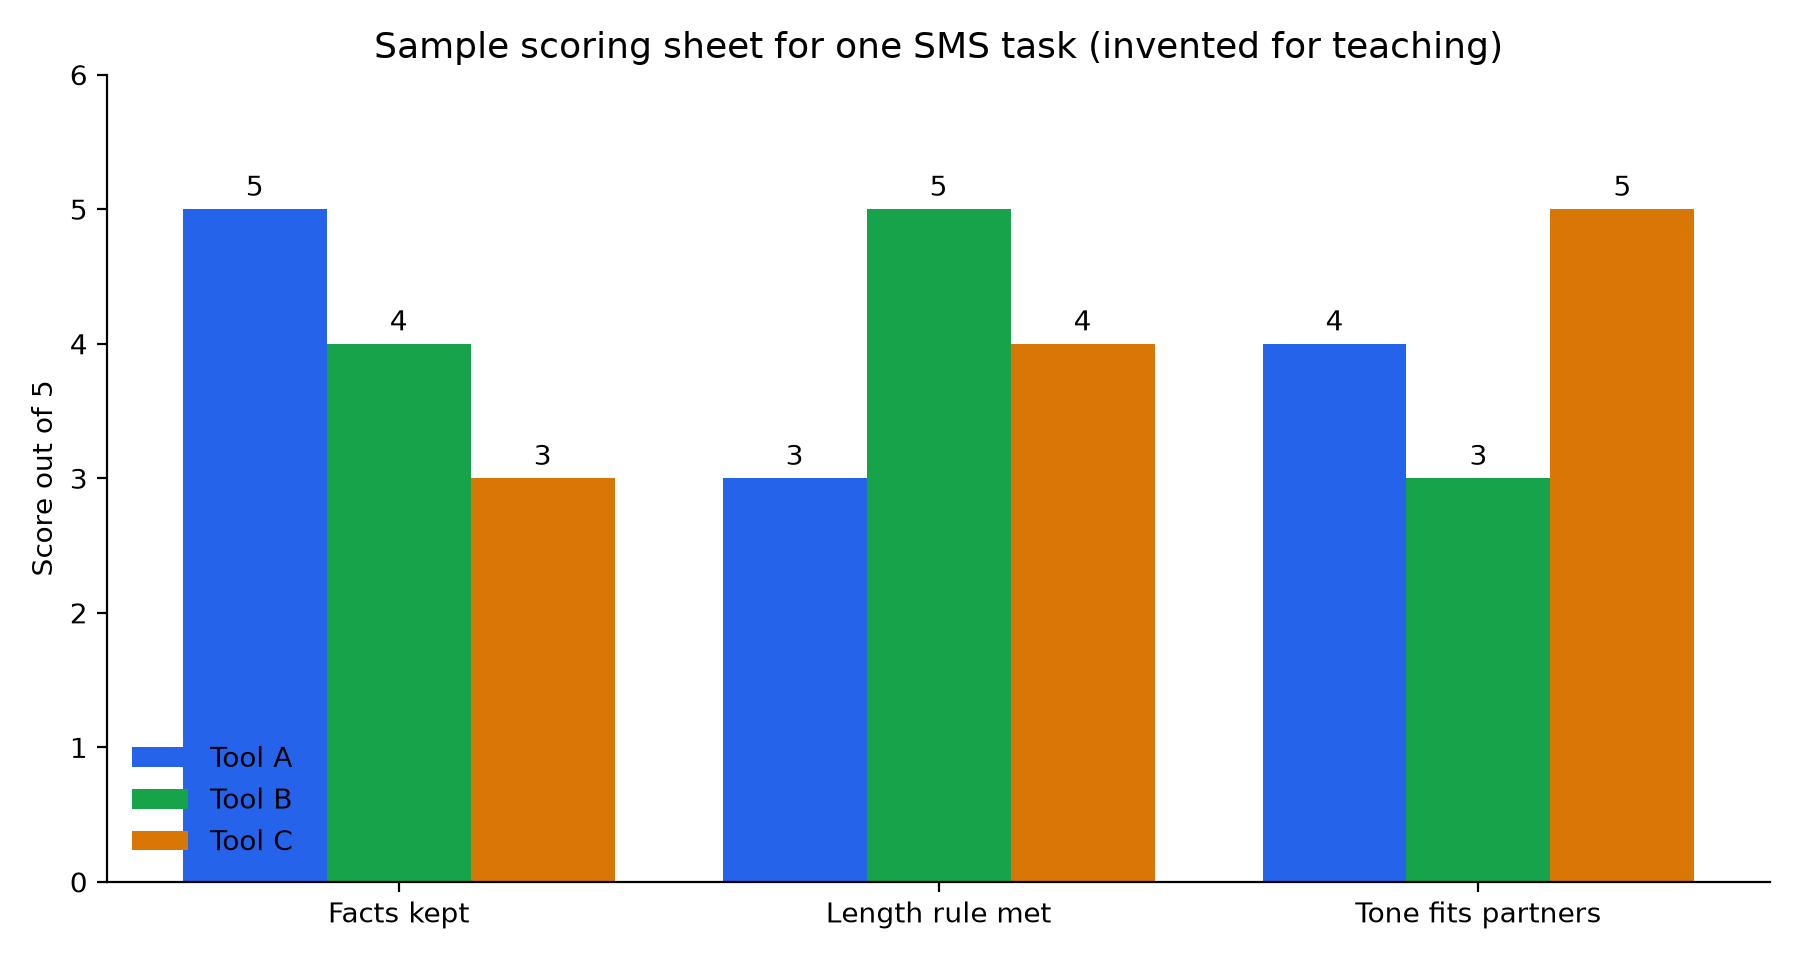 Sample scoring sheet for one SMS task (invented for teaching)
Score out of 5
6
5
4
3
2
1
0
5
4
3
3
5
4
4
3
5
Tool A
Tool B
Tool C
Facts kept
Length rule met
Tone fits partners